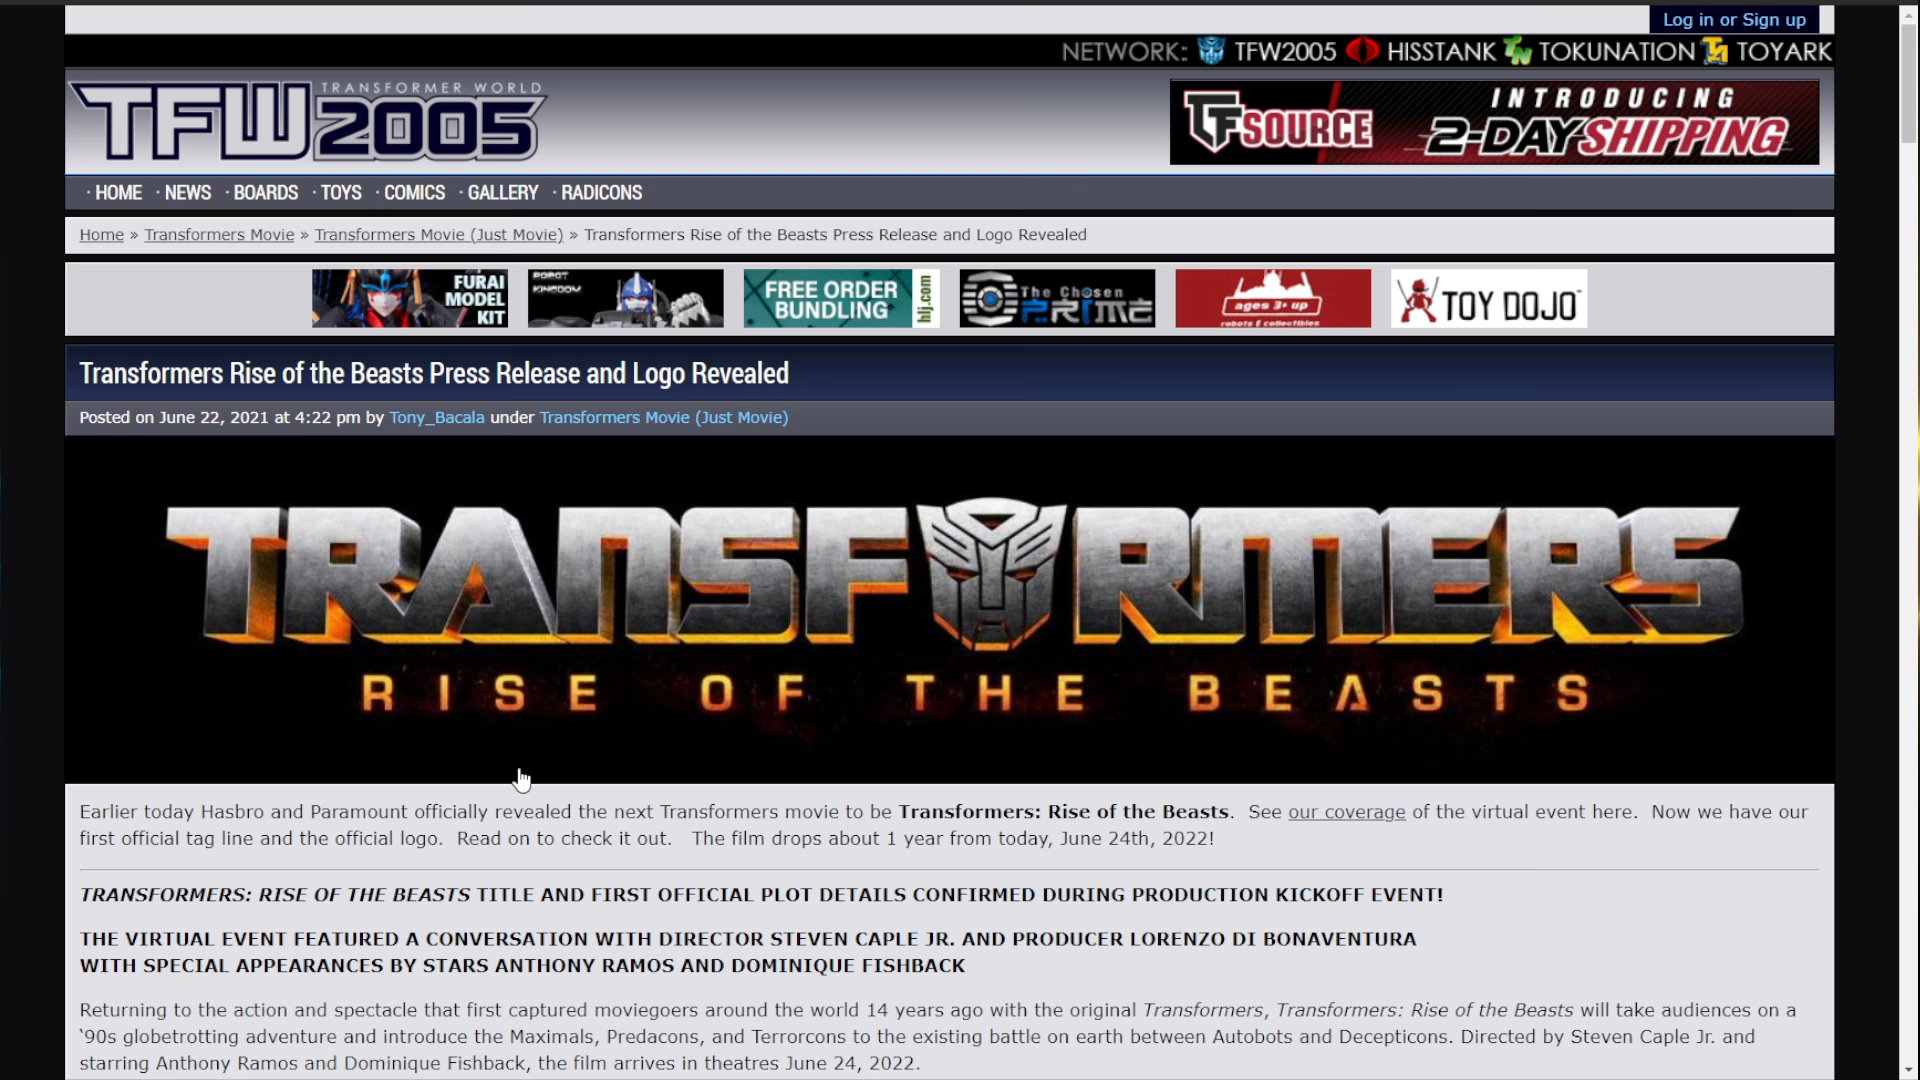 Log in or Sign up
NETWORK: TFW2005 HISSTANK TN TOKUNATION TOYARK
TRANSFORMER WORLD
TFW 2005
TFSOURCE INTRODUCING
2-DAY SHIPPING
· HOME · NEWS · BOARDS · TOYS · COMICS · GALLERY · RADICONS
Home » Transformers Movie » Transformers Movie (Just Movie) » Transformers Rise of the Beasts Press Release and Logo Revealed
FURAI
MODEL
KIT
ROBOT
KINGDOM
FREE ORDER
BUNDLING
hlj.com
The Chosen
PRIME
ages 3+ up
robots & collectibles
TOY DOJO
Transformers Rise of the Beasts Press Release and Logo Revealed
Posted on June 22, 2021 at 4:22 pm by Tony_Bacala under Transformers Movie (Just Movie)
TRANSFORMERS
RISE OF THE BEASTS
Earlier today Hasbro and Paramount officially revealed the next Transformers movie to be Transformers: Rise of the Beasts. See our coverage of the virtual event here. Now we have our
first official tag line and the official logo. Read on to check it out. The film drops about 1 year from today, June 24th, 2022!
TRANSFORMERS: RISE OF THE BEASTS TITLE AND FIRST OFFICIAL PLOT DETAILS CONFIRMED DURING PRODUCTION KICKOFF EVENT!
THE VIRTUAL EVENT FEATURED A CONVERSATION WITH DIRECTOR STEVEN CAPLE JR. AND PRODUCER LORENZO DI BONAVENTURA
WITH SPECIAL APPEARANCES BY STARS ANTHONY RAMOS AND DOMINIQUE FISHBACK
Returning to the action and spectacle that first captured moviegoers around the world 14 years ago with the original Transformers, Transformers: Rise of the Beasts will take audiences on a
‘90s globetrotting adventure and introduce the Maximals, Predacons, and Terrorcons to the existing battle on earth between Autobots and Decepticons. Directed by Steven Caple Jr. and
starring Anthony Ramos and Dominique Fishback, the film arrives in theatres June 24, 2022.